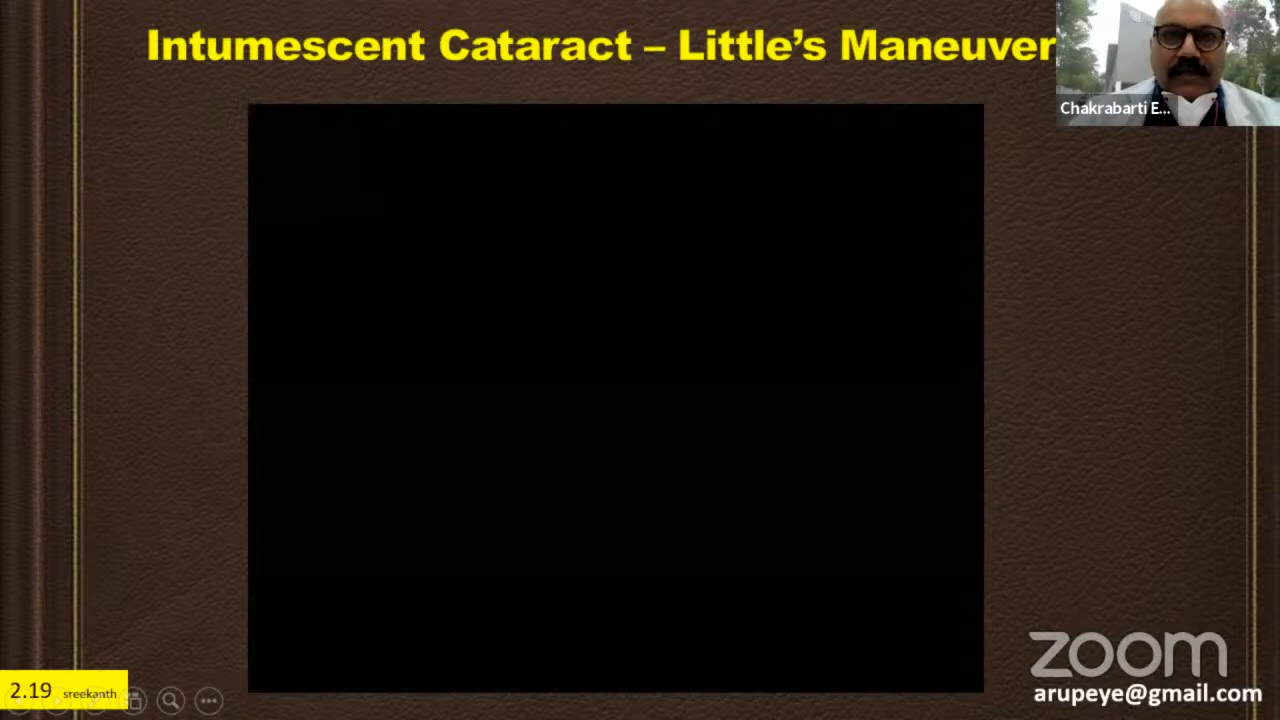 Intumescent Cataract – Little's Maneuver
Chakrabarti E...
zoom
arupeye@gmail.com
2.19 sreekanth